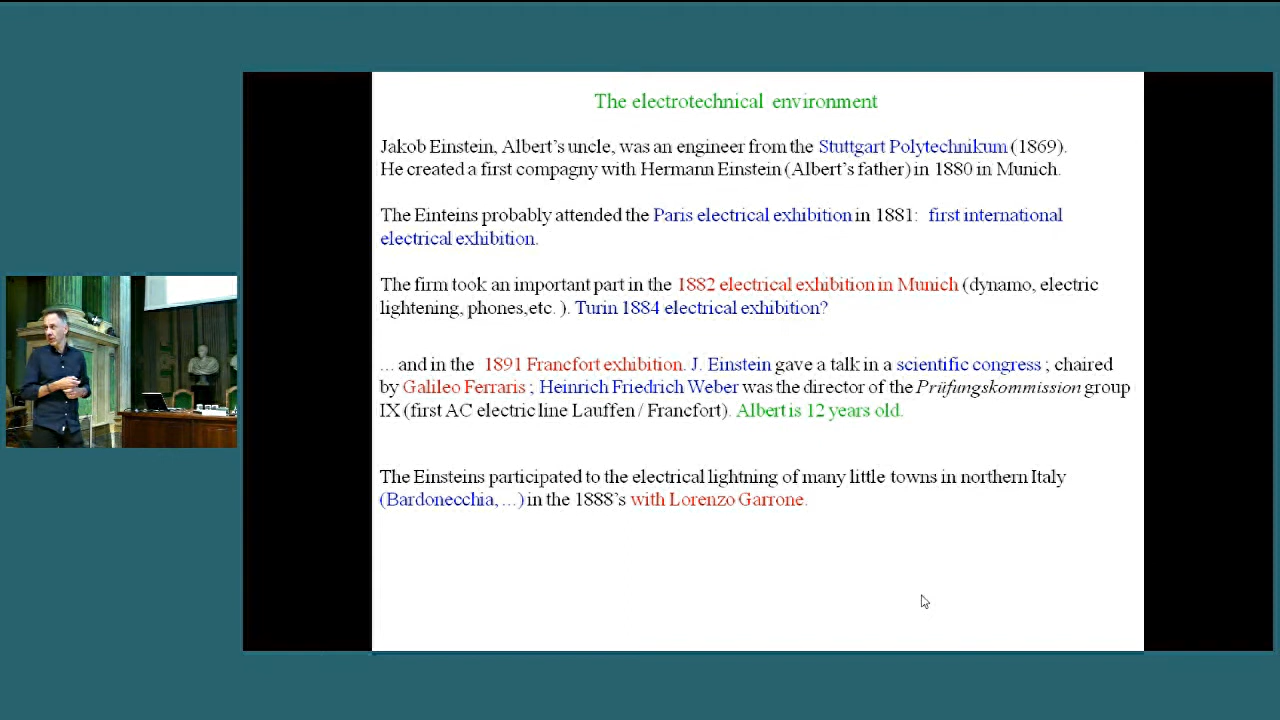 The electrotechnical environment
Jakob Einstein, Albert's uncle, was an engineer from the Stuttgart Polytechnikum (1869).
He created a first compagny with Hermann Einstein (Albert's father) in 1880 in Munich.
The Einteins probably attended the Paris electrical exhibition in 1881: first international
electrical exhibition.
The firm took an important part in the 1882 electrical exhibition in Munich (dynamo, electric
lightening, phones,etc. ). Turin 1884 electrical exhibition?
... and in the 1891 Francfort exhibition. J. Einstein gave a talk in a scientific congress ; chaired
by Galileo Ferraris ; Heinrich Friedrich Weber was the director of the Prüfungskommission group
IX (first AC electric line Lauffen / Francfort). Albert is 12 years old.
The Einsteins participated to the electrical lightning of many little towns in northern Italy
(Bardonecchia, ...) in the 1888's with Lorenzo Garrone.